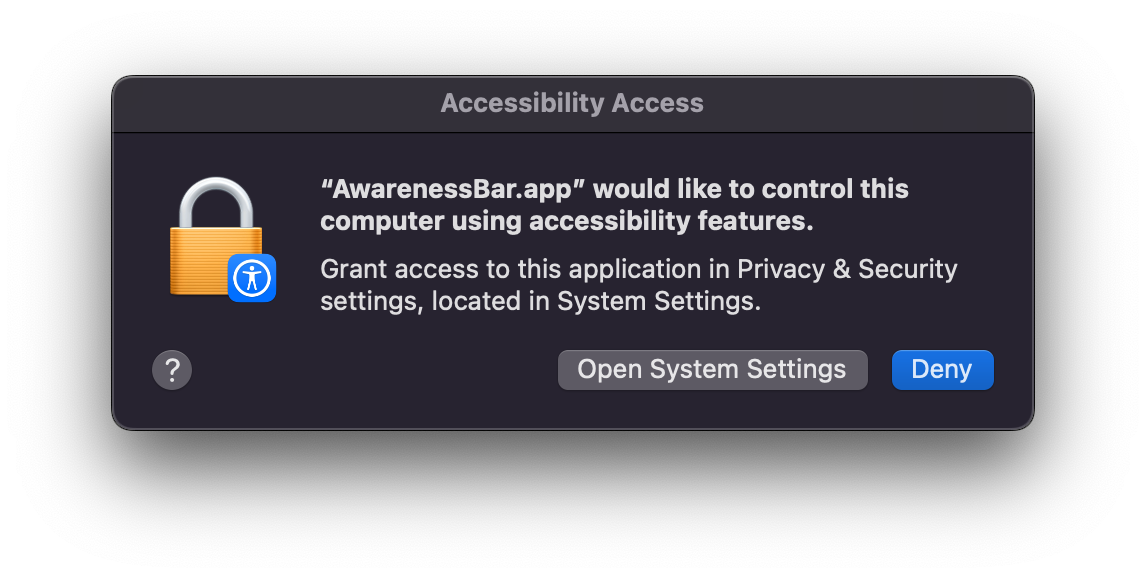 Accessibility Access
“AwarenessBar.app” would like to control this
computer using accessibility features.
Grant access to this application in Privacy & Security
settings, located in System Settings.
?
Open System Settings
Deny